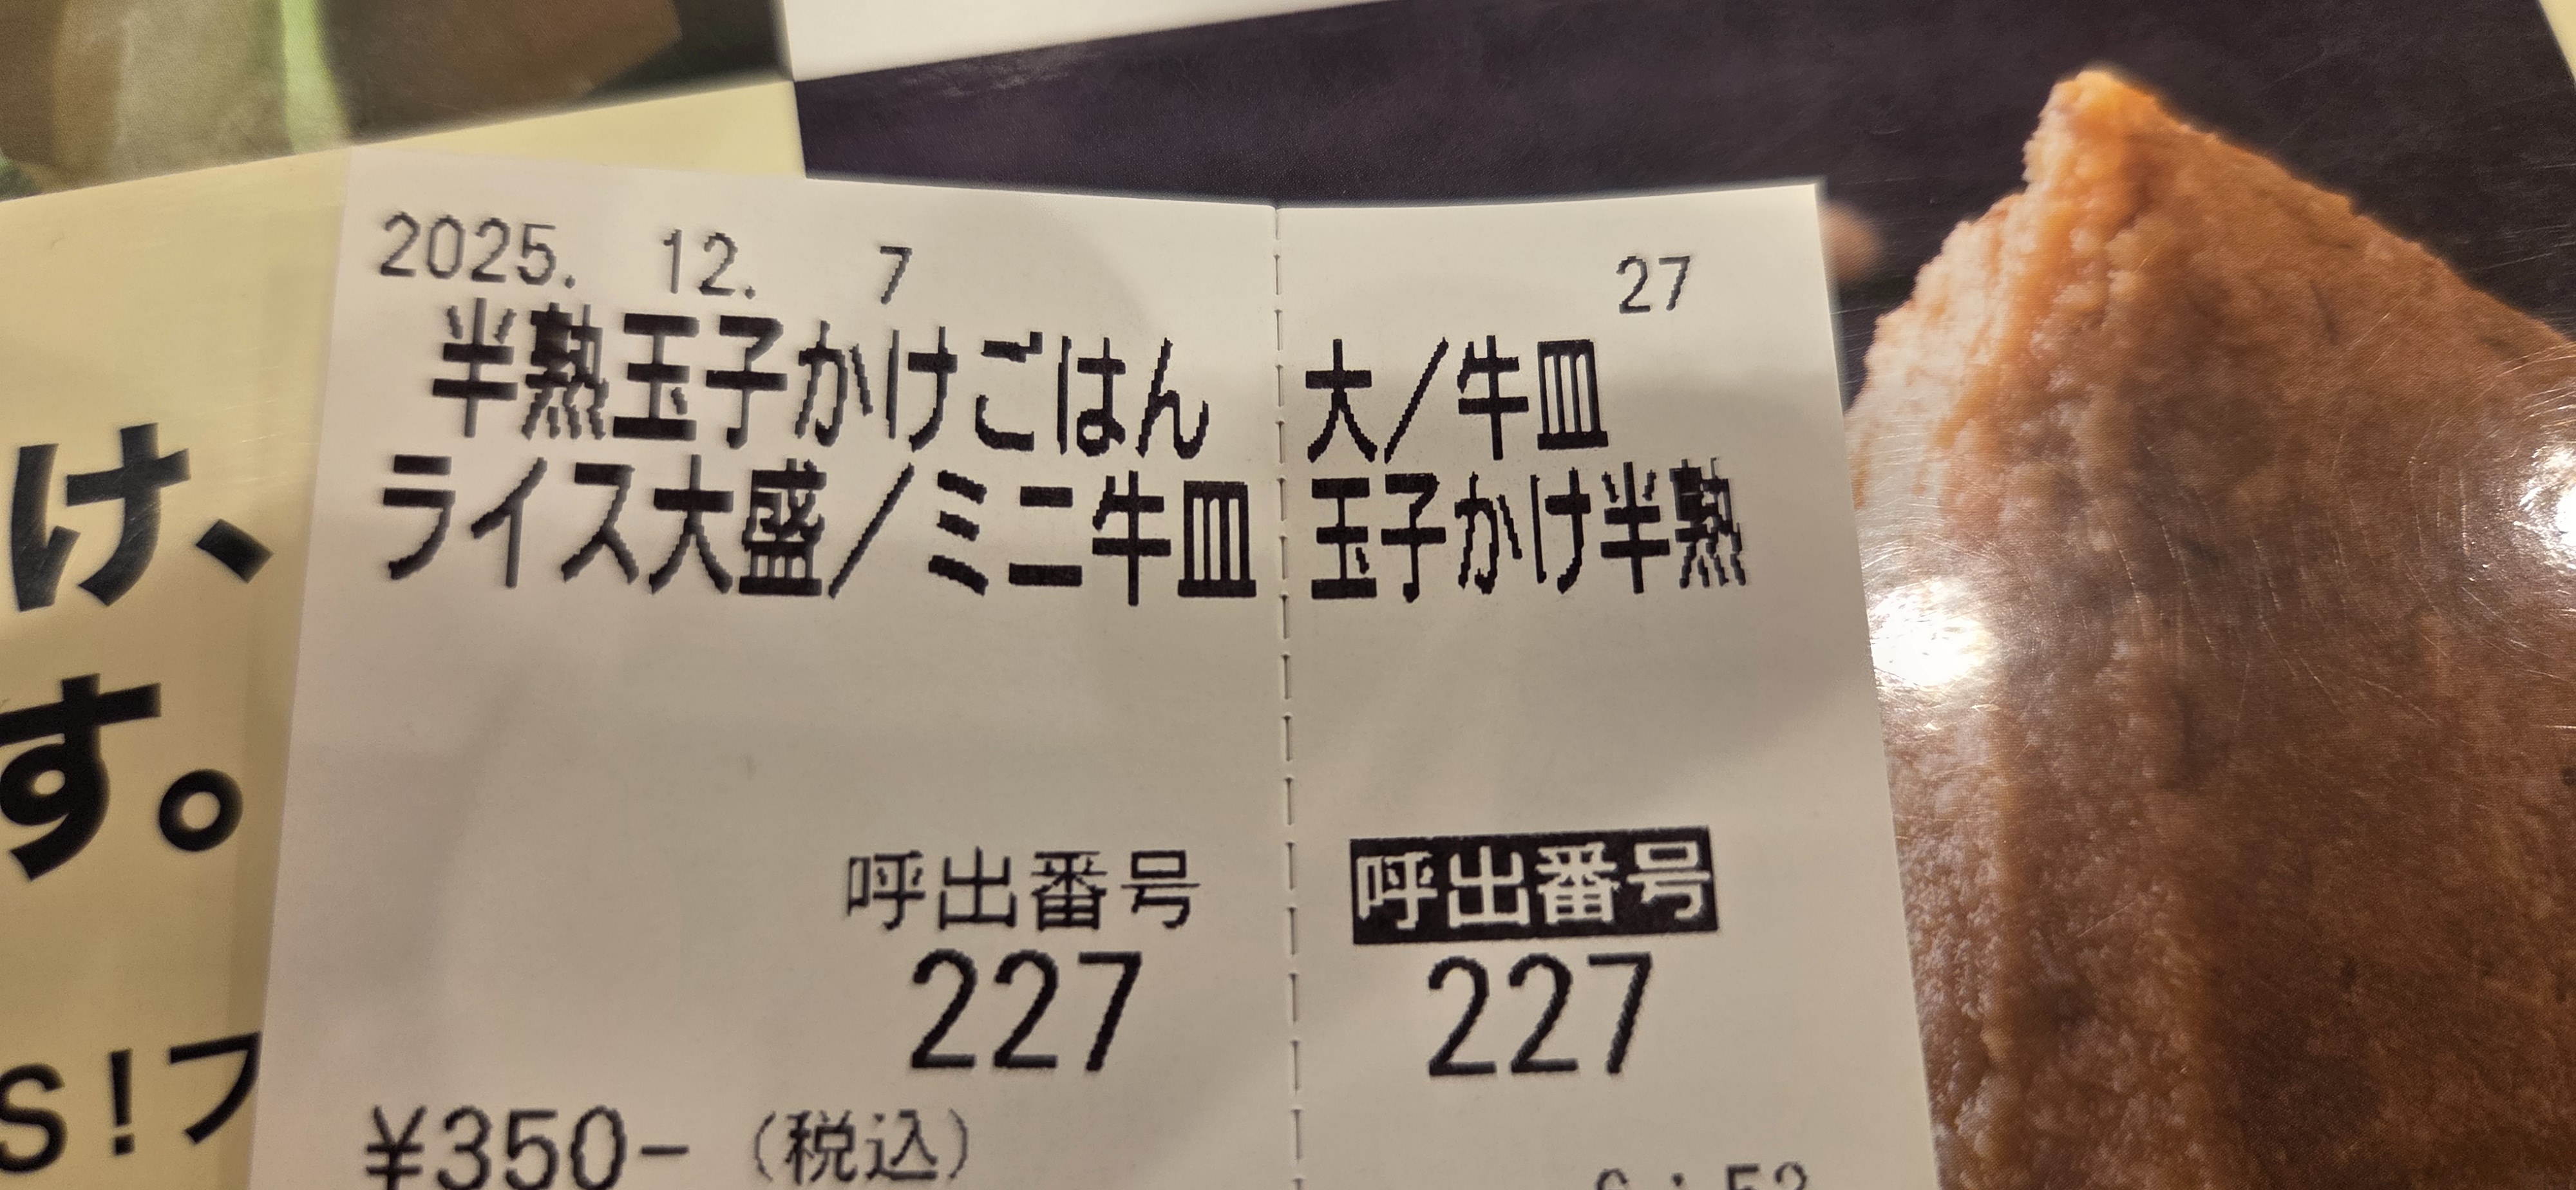 2025. 12. 7
半熟玉子かけごはん
ライス大盛／ミニ牛皿
呼出番号
227
¥350-（税込）
27
大／牛皿
玉子かけ半熟
呼出番号
227
け、
す。
S!フ